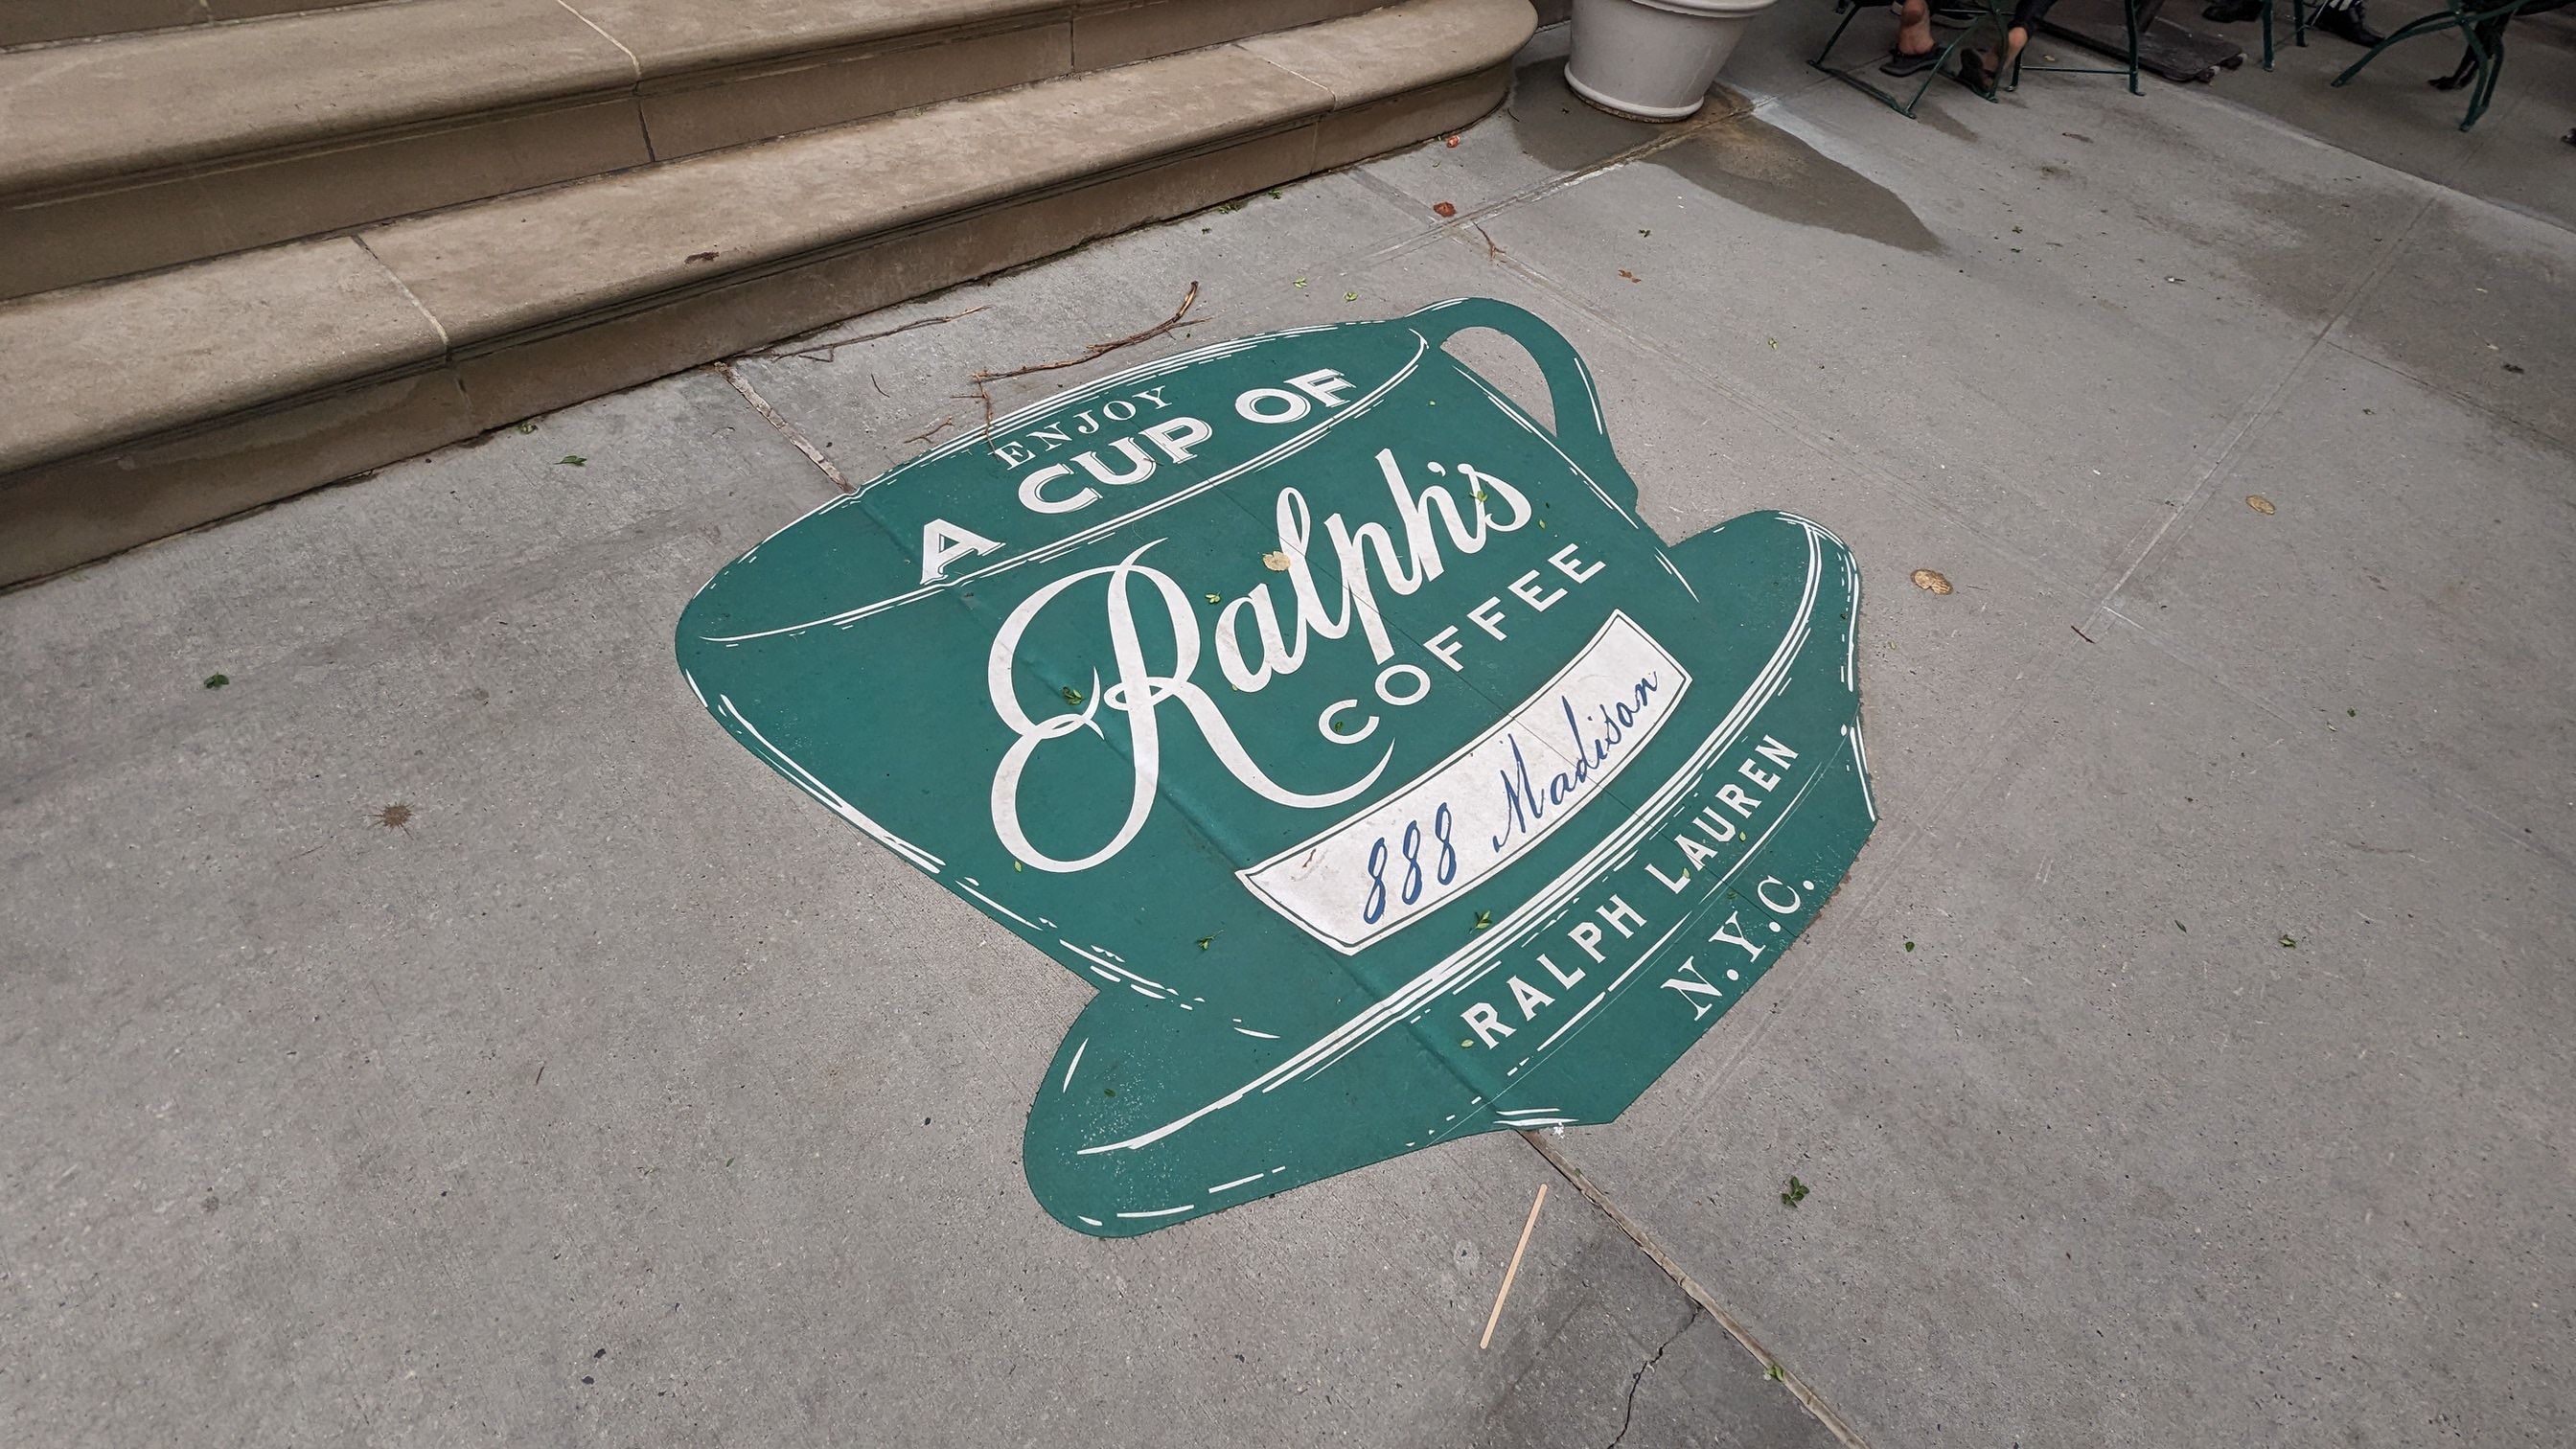 ENJOY
A CUP OF
Ralph's
COFFEE
888 Madison
RALPH LAUREN
N.Y.C.